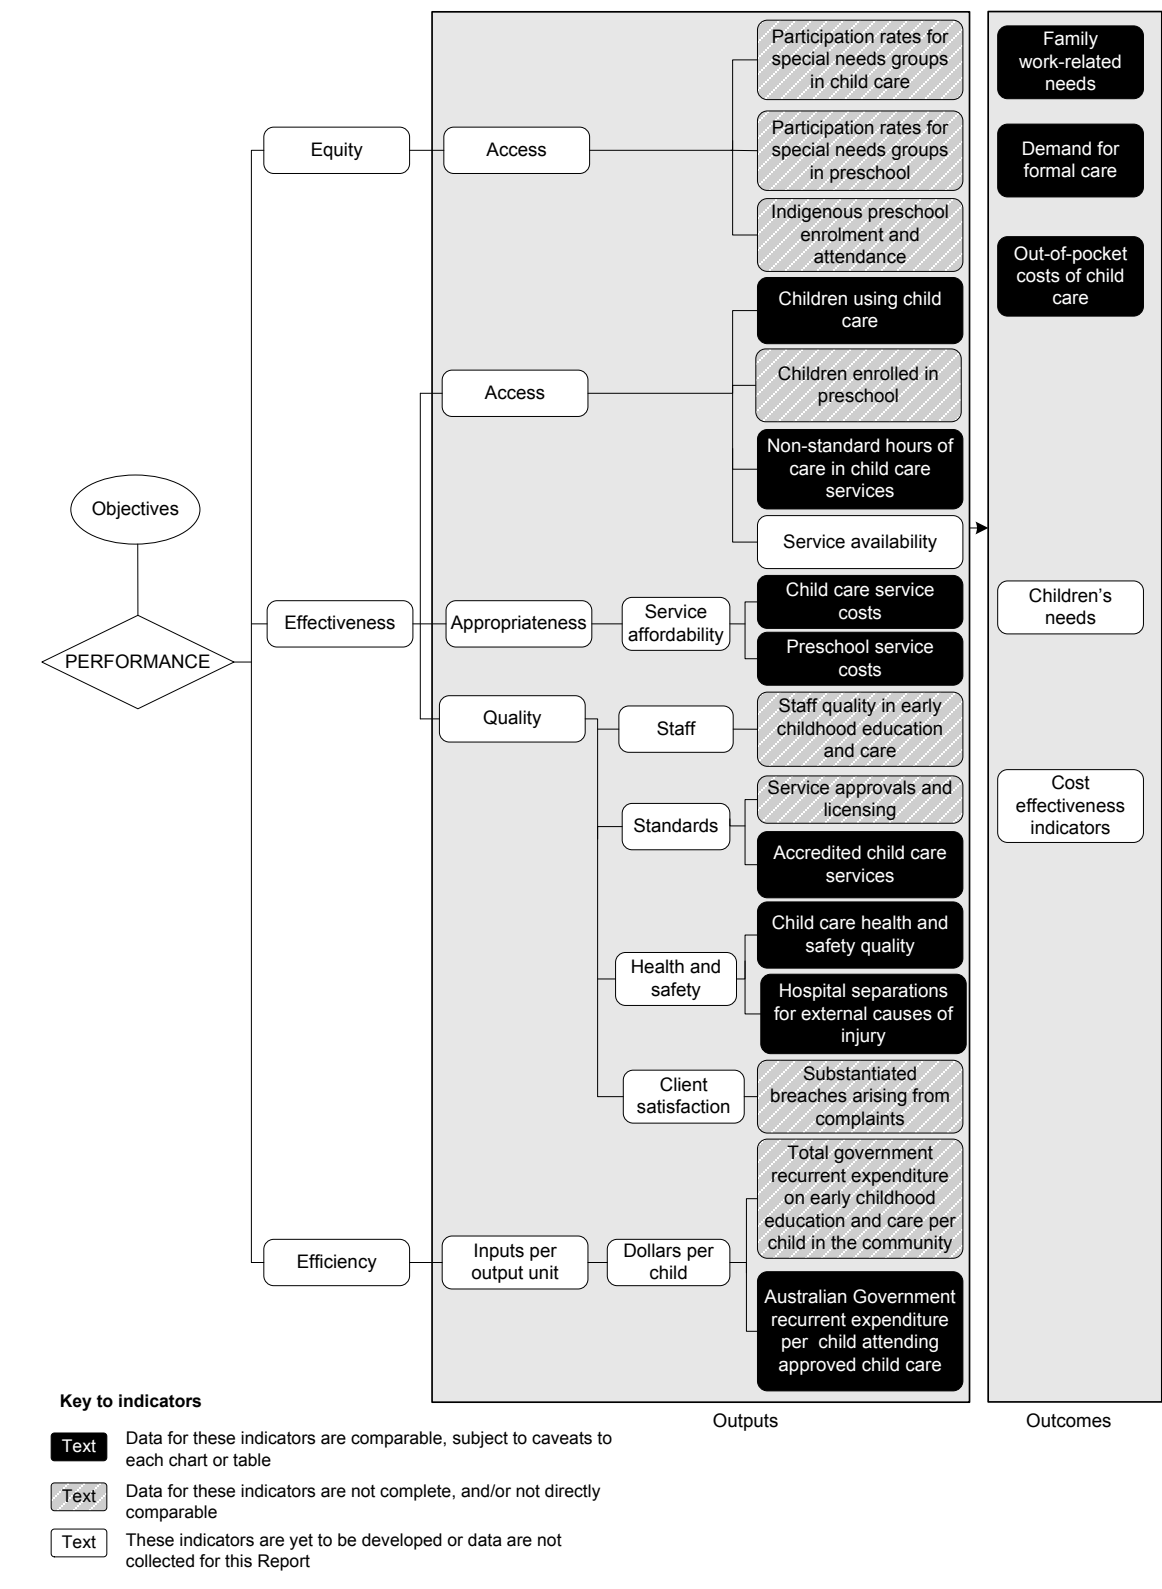 Objectives
PERFORMANCE
Equity
Access
Participation rates for
special needs groups
in child care
Participation rates for
special needs groups
in preschool
Indigenous preschool
enrolment and
attendance
Effectiveness
Access
Children using child
care
Children enrolled in
preschool
Non-standard hours of
care in child care
services
Service availability
Appropriateness
Service
affordability
Child care service
costs
Preschool service
costs
Quality
Staff
Staff quality in early
childhood education
and care
Standards
Service approvals and
licensing
Accredited child care
services
Health and
safety
Child care health and
safety quality
Hospital separations
for external causes of
injury
Client
satisfaction
Substantiated
breaches arising from
complaints
Efficiency
Inputs per
output unit
Dollars per
child
Total government
recurrent expenditure
on early childhood
education and care per
child in the community
Australian Government
recurrent expenditure
per child attending
approved child care
Outputs
Family
work-related
needs
Demand for
formal care
Out-of-pocket
costs of child
care
Children's
needs
Cost
effectiveness
indicators
Outcomes
Key to indicators
Text
Data for these indicators are comparable, subject to caveats to
each chart or table
Text
Data for these indicators are not complete, and/or not directly
comparable
Text
These indicators are yet to be developed or data are not
collected for this Report